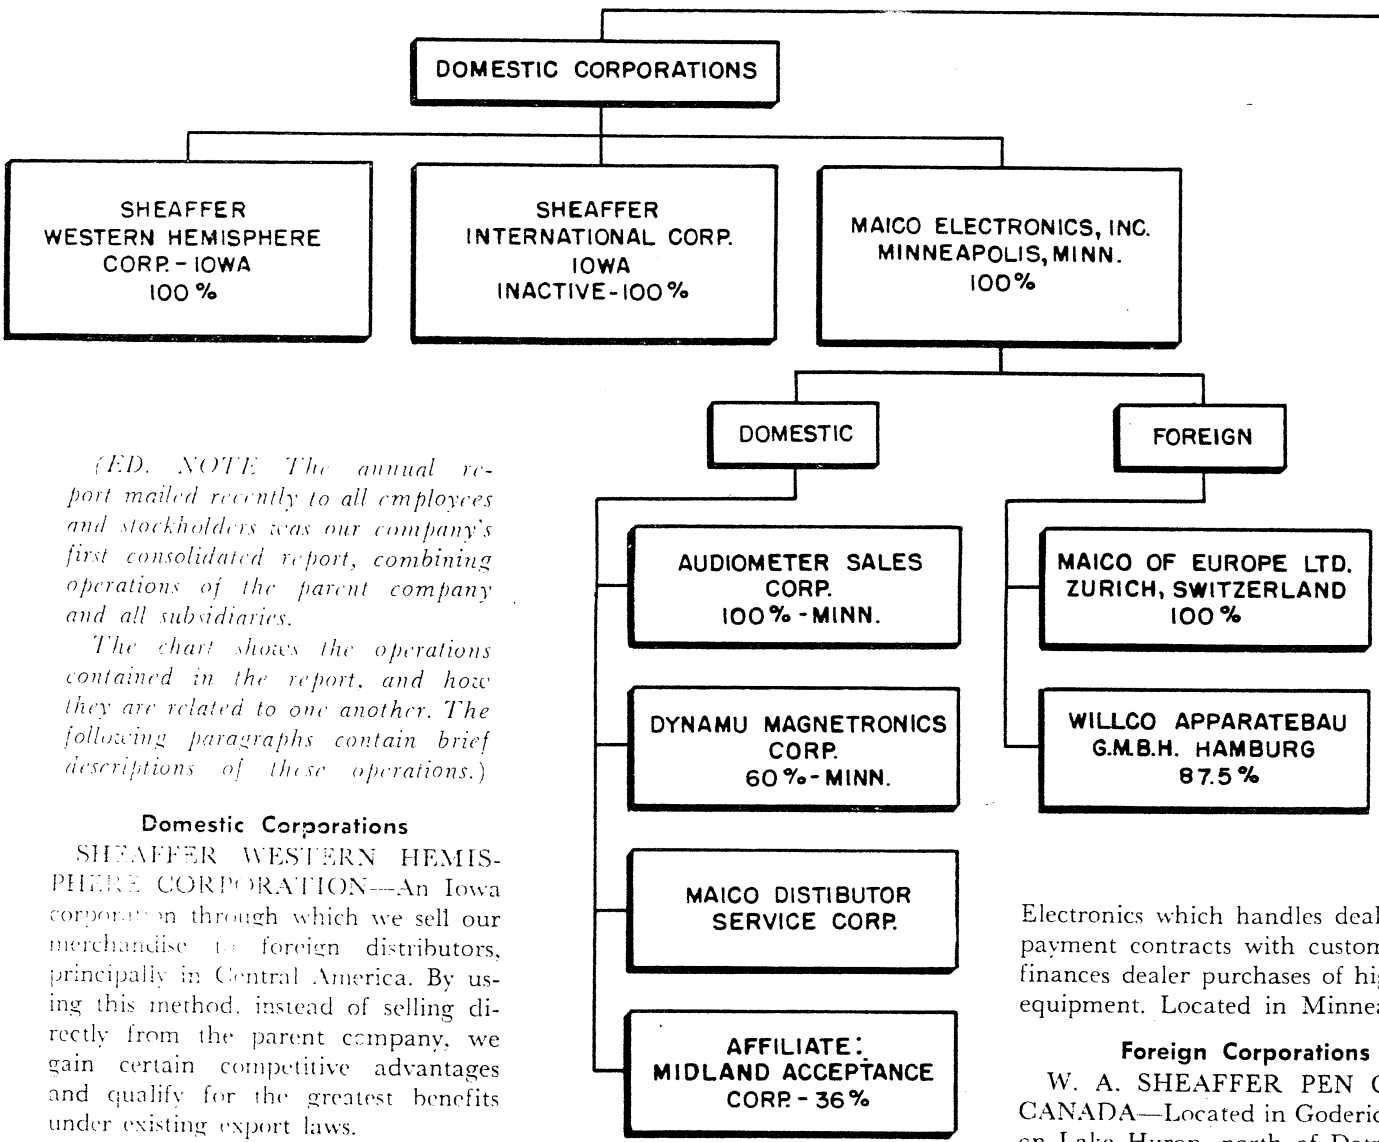 DOMESTIC CORPORATIONS
SHEAFFER
WESTERN HEMISPHERE
CORP. - IOWA
100 %
SHEAFFER
INTERNATIONAL CORP.
IOWA
INACTIVE-100%
MAICO ELECTRONICS, INC.
MINNEAPOLIS, MINN.
100%
DOMESTIC
FOREIGN
AUDIOMETER SALES
CORP.
100% - MINN.
DYNAMU MAGNETRONICS
CORP.
60% - MINN.
MAICO DISTIBUTOR
SERVICE CORP.
AFFILIATE:
MIDLAND ACCEPTANCE
CORP. - 36%
MAICO OF EUROPE LTD.
ZURICH, SWITZERLAND
100%
WILLCO APPARATEBAU
G.M.B.H. HAMBURG
87.5%
(ED. NOTE The annual re-
port mailed recently to all employees
and stockholders was our company's
first consolidated report, combining
operations of the parent company
and all subsidiaries.
The chart shows the operations
contained in the report, and how
they are related to one another. The
following paragraphs contain brief
descriptions of these operations.)
Domestic Corporations
SHEAFFER WESTERN HEMIS-
PHERE CORPORATION—An Iowa
corporation through which we sell our
merchandise to foreign distributors,
principally in Central America. By us-
ing this method, instead of selling di-
rectly from the parent company, we
gain certain competitive advantages
and qualify for the greatest benefits
under existing export laws.
Electronics which handles deal
payment contracts with custom
finances dealer purchases of hig
equipment. Located in Minnea
Foreign Corporations
W. A. SHEAFFER PEN C
CANADA—Located in Goderic
on Lake Huron, north of Detr